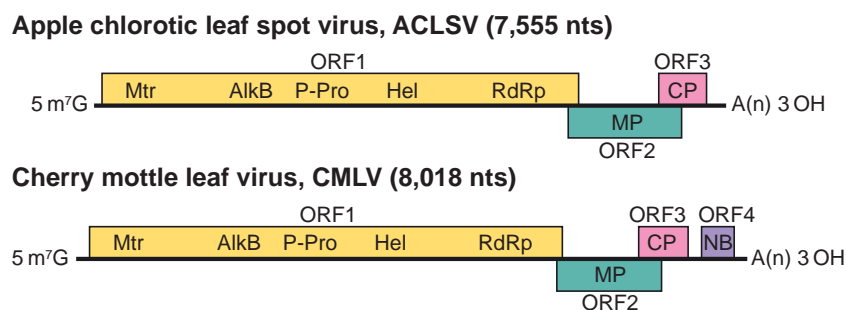 Apple chlorotic leaf spot virus, ACLSV (7,555 nts)
ORF1 ORF3
Mtr AlkB P-Pro Hel RdRp CP
5 m⁷G A(n) 3 OH
MP
ORF2
Cherry mottle leaf virus, CMLV (8,018 nts)
ORF1 ORF3 ORF4
Mtr AlkB P-Pro Hel RdRp CP NB
5 m⁷G A(n) 3 OH
MP
ORF2